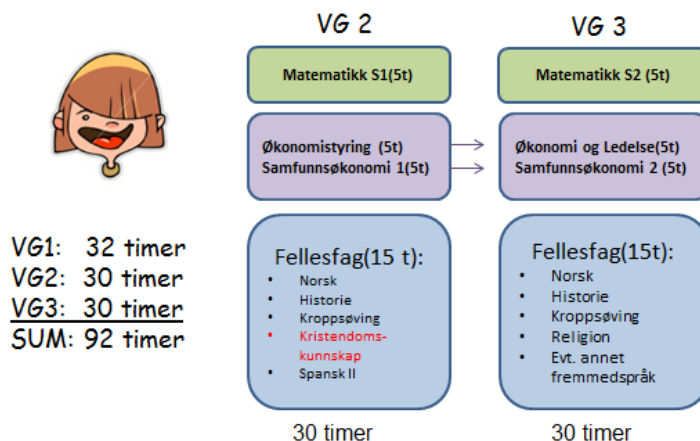 VG 2
VG 3
Matematikk S1(5t)
Matematikk S2 (5t)
Økonomistyring (5t)
Samfunnsøkonomi 1(5t)
Økonomi og Ledelse(5t)
Samfunnsøkonomi 2 (5t)
VG1: 32 timer
VG2: 30 timer
VG3: 30 timer
SUM: 92 timer
Fellesfag(15 t):
• Norsk
• Historie
• Kroppsøving
• Kristendoms-
kunnskap
• Spansk II
30 timer
Fellesfag(15t):
• Norsk
• Historie
• Kroppsøving
• Religion
• Evt. annet
fremmedspråk
30 timer